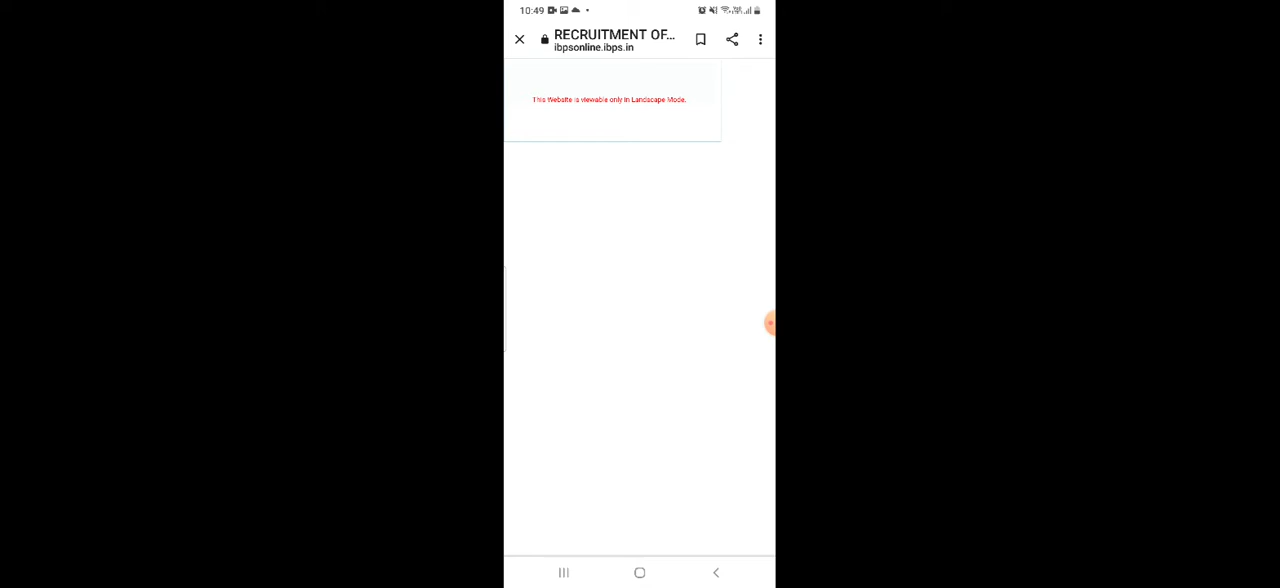 10:49
RECRUITMENT OF...
ibpsonline.ibps.in
This Website is viewable only in Landscape Mode.